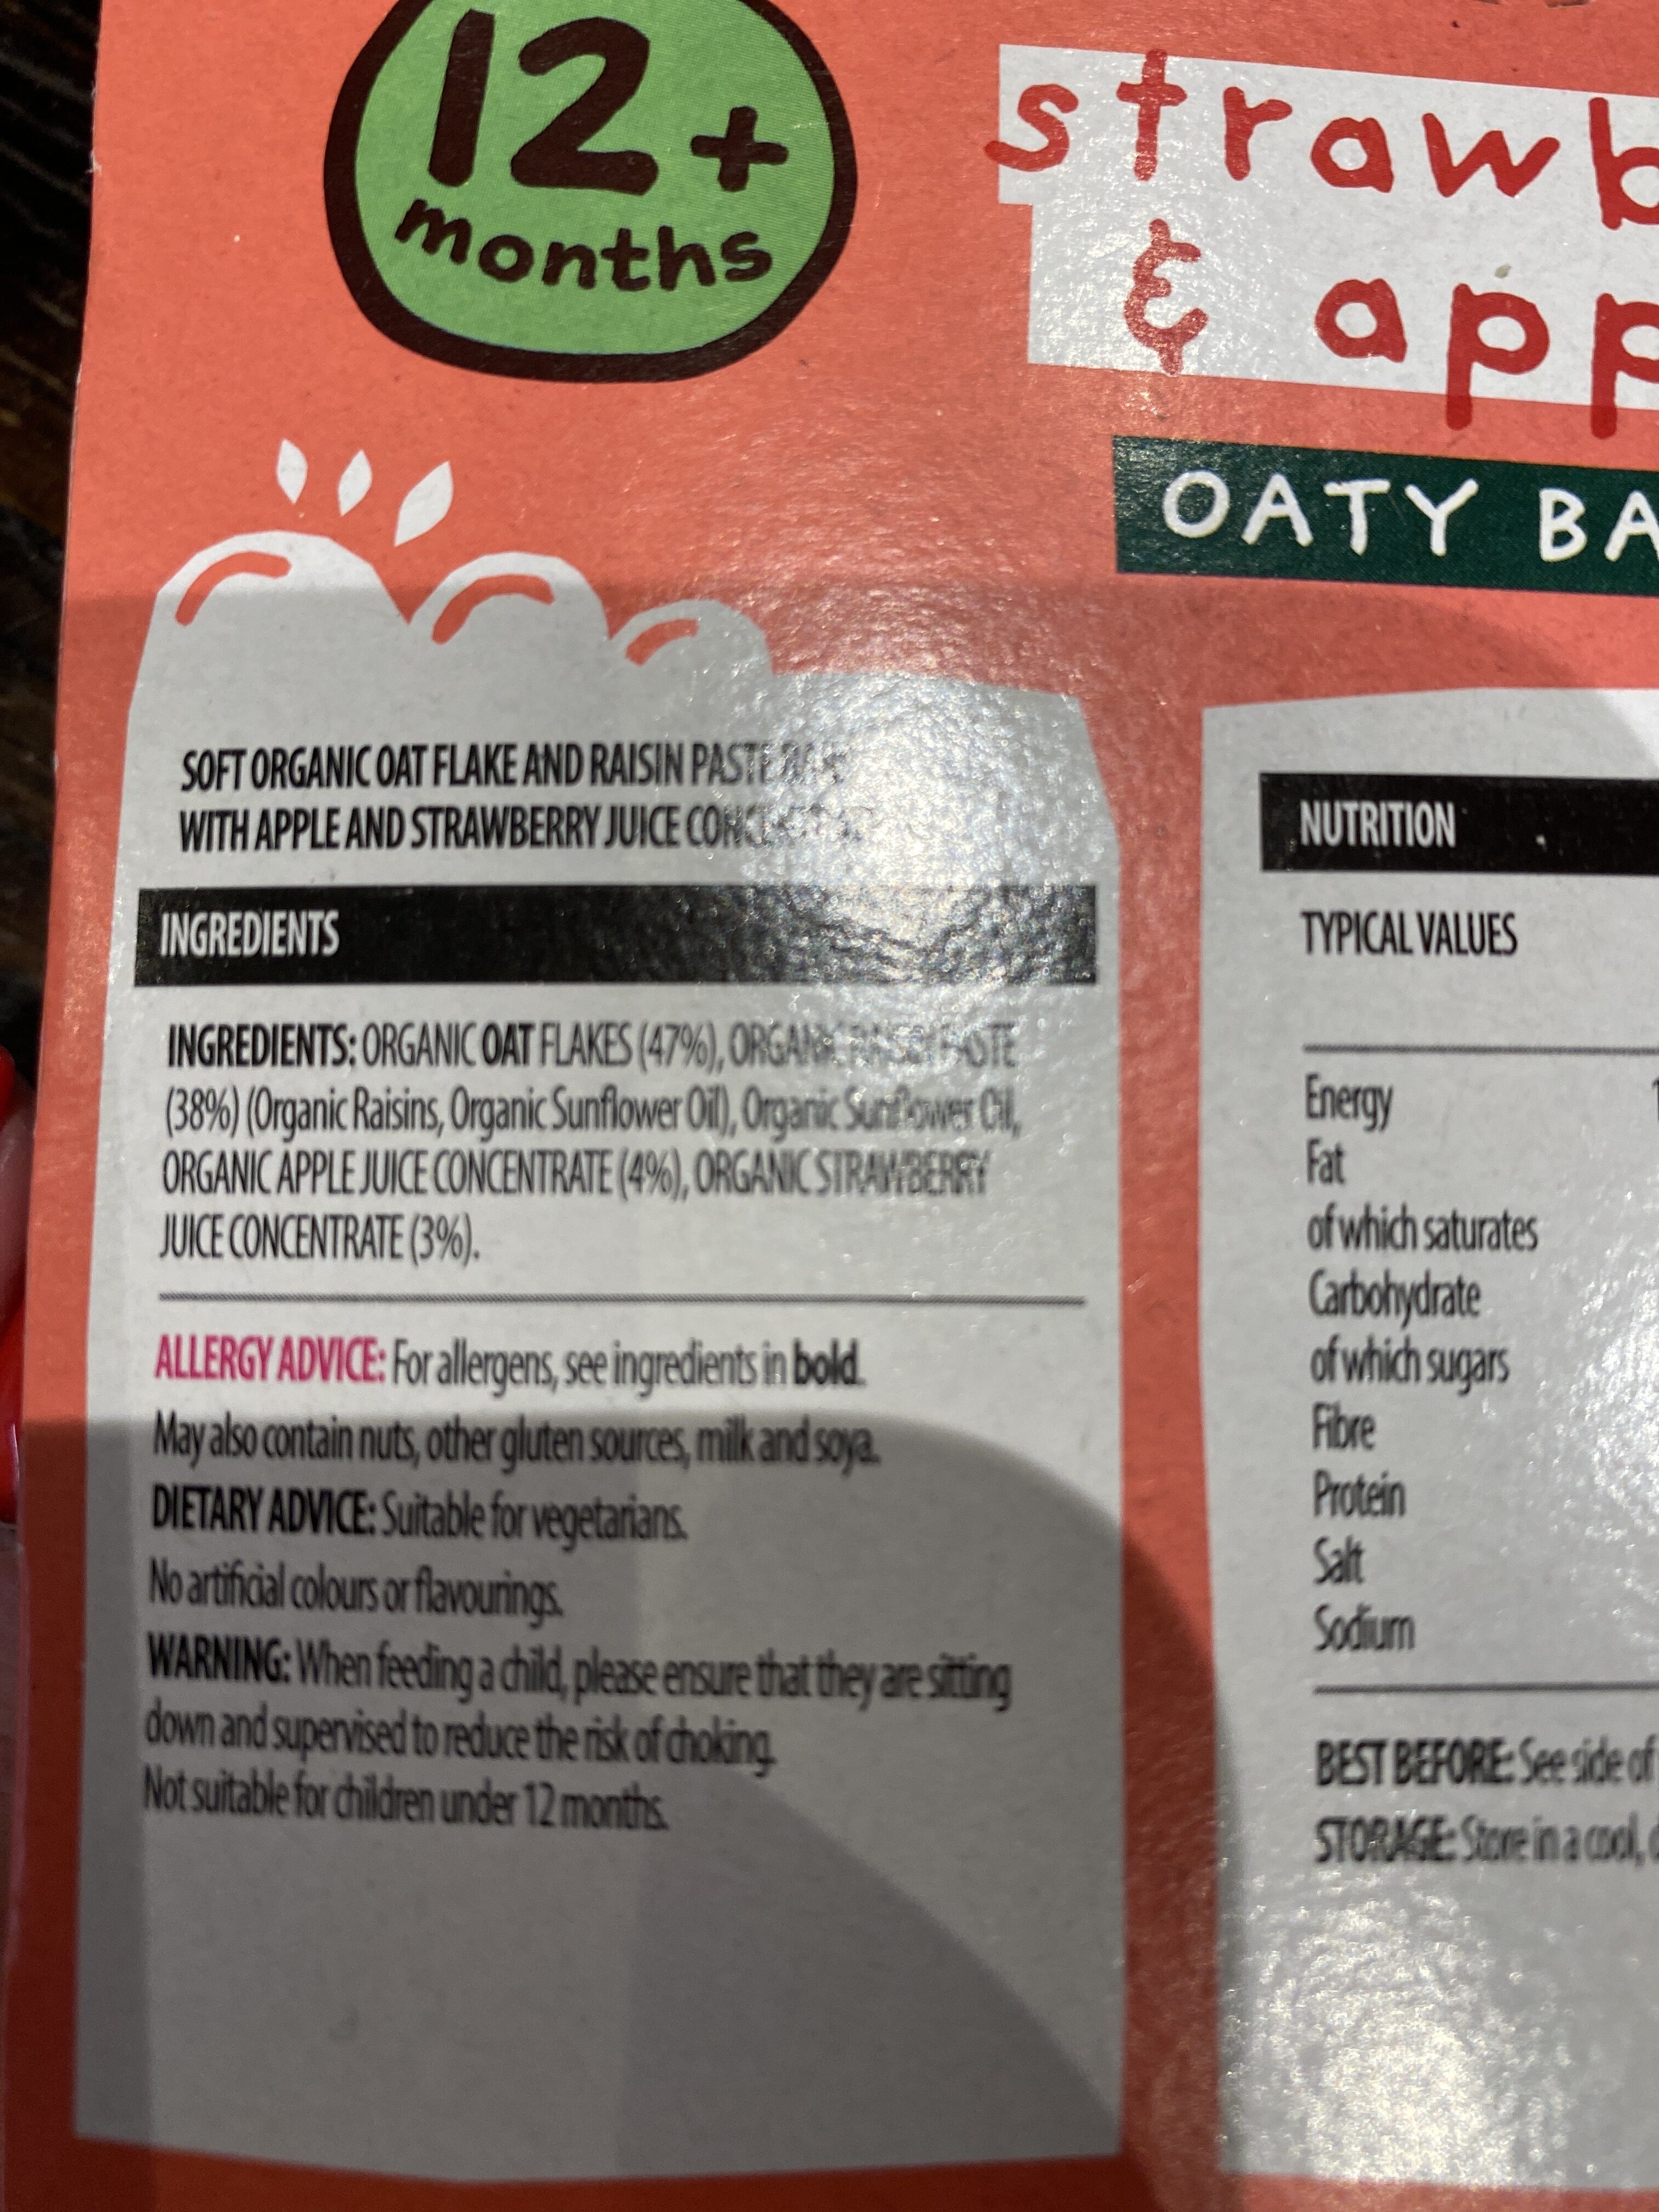 12+
months
strawb
& app
OATY BA
SOFT ORGANIC OAT FLAKE AND RAISIN PASTE
WITH APPLE AND STRAWBERRY JUICE
INGREDIENTS
INGREDIENTS: ORGANIC OAT FLAKES (47%), ORGANIC RAISIN PASTE
(38%) (Organic Raisins, Organic Sunflower Oil), Organic Sunflower Oil,
ORGANIC APPLE JUICE CONCENTRATE (4%), ORGANIC STRAWBERRY
JUICE CONCENTRATE (3%).
ALLERGY ADVICE: For allergens, see ingredients in bold.
May also contain nuts, other gluten sources, milk and soya.
DIETARY ADVICE: Suitable for vegetarians.
No artificial colours or flavourings.
WARNING: When feeding a child, please ensure that they are sitting
down and supervised to reduce the risk of choking.
Not suitable for children under 12 months.
NUTRITION
TYPICAL VALUES
Energy
Fat
of which saturates
Carbohydrate
of which sugars
Fibre
Protein
Salt
Sodium
BEST BEFORE: See side of
STORAGE: Store in a cool,